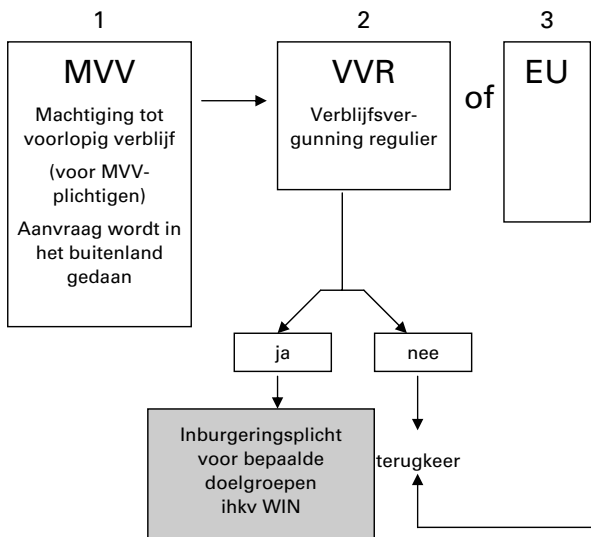 1
MVV
Machtiging tot
voorlopig verblijf
(voor MVV-
plichtigen)
Aanvraag wordt in
het buitenland
gedaan
2
VVR
Verblijfsver-
gunning regulier
of
3
EU
ja
nee
Inburgeringsplicht
voor bepaalde
doelgroepen
ihkv WIN
terugkeer